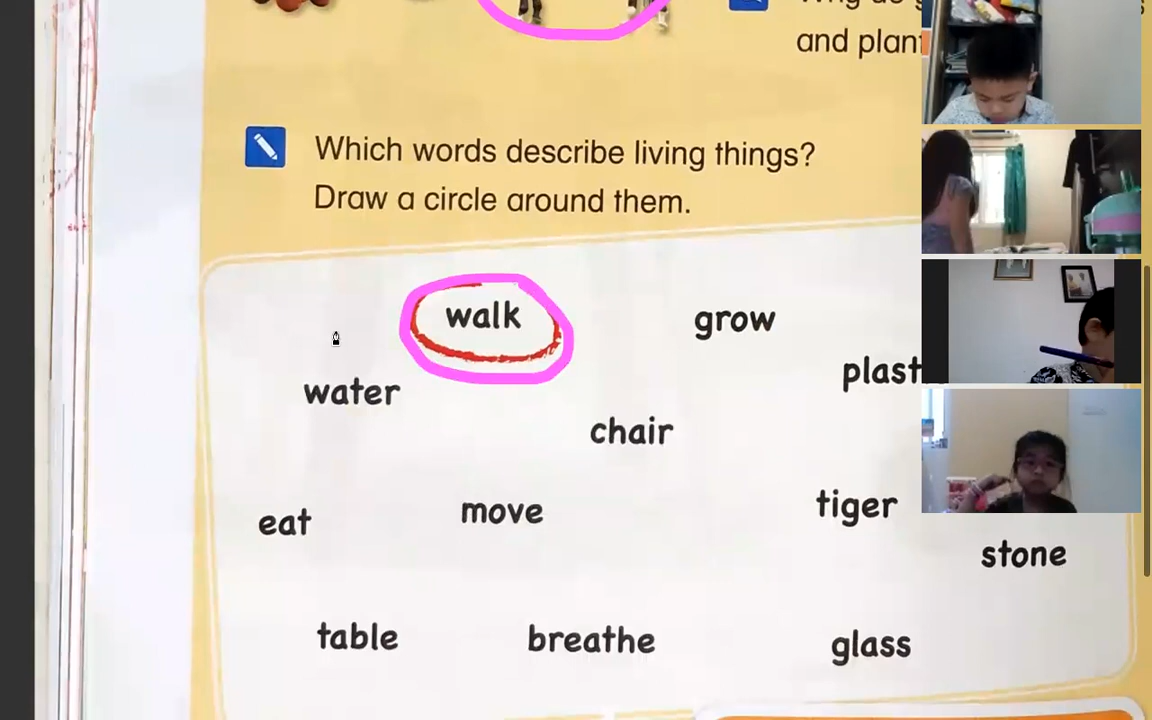 and plan
Which words describe living things?
Draw a circle around them.
walk
grow
water
plast
chair
eat
move
tiger
stone
table
breathe
glass